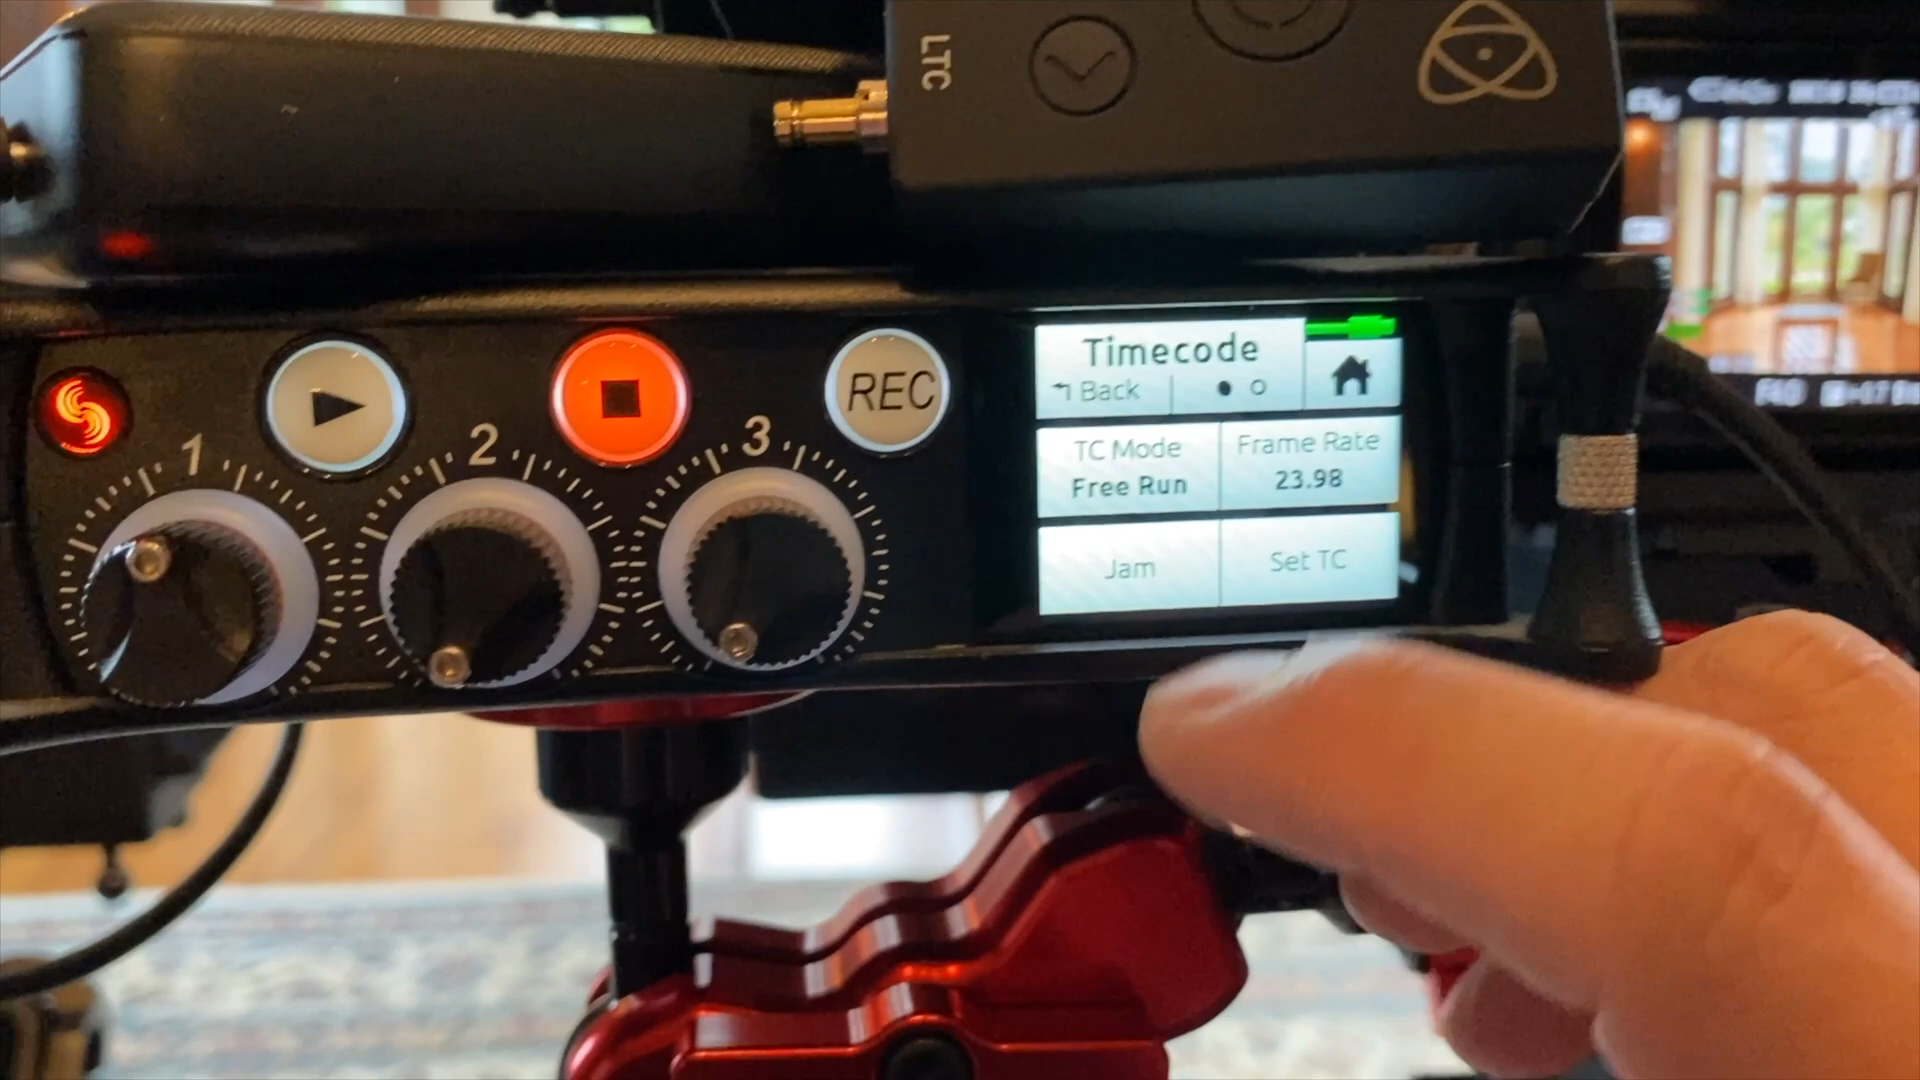 LTC
1
2
3
REC
Timecode
Back
TC Mode
Free Run
Frame Rate
23.98
Jam
Set TC